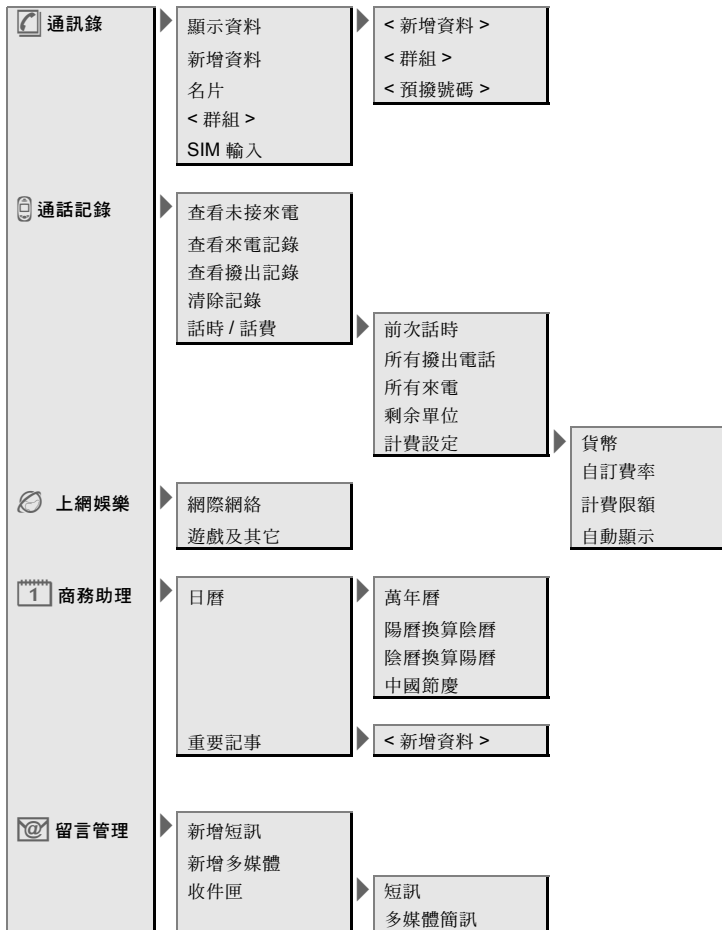 通訊錄
顯示資料
新增資料
名片
< 群組 >
SIM 輸入
< 新增資料 >
< 群組 >
< 預撥號碼 >
通話記錄
查看未接來電
查看來電記錄
查看撥出記錄
清除記錄
話時 / 話費
前次話時
所有撥出電話
所有來電
剩余單位
計費設定
貨幣
自訂費率
計費限額
自動顯示
上網娛樂
網際網絡
遊戲及其它
1 商務助理
日曆
萬年曆
陽曆換算陰曆
陰曆換算陽曆
中國節慶
重要記事
< 新增資料 >
@ 留言管理
新增短訊
新增多媒體
收件匣
短訊
多媒體簡訊